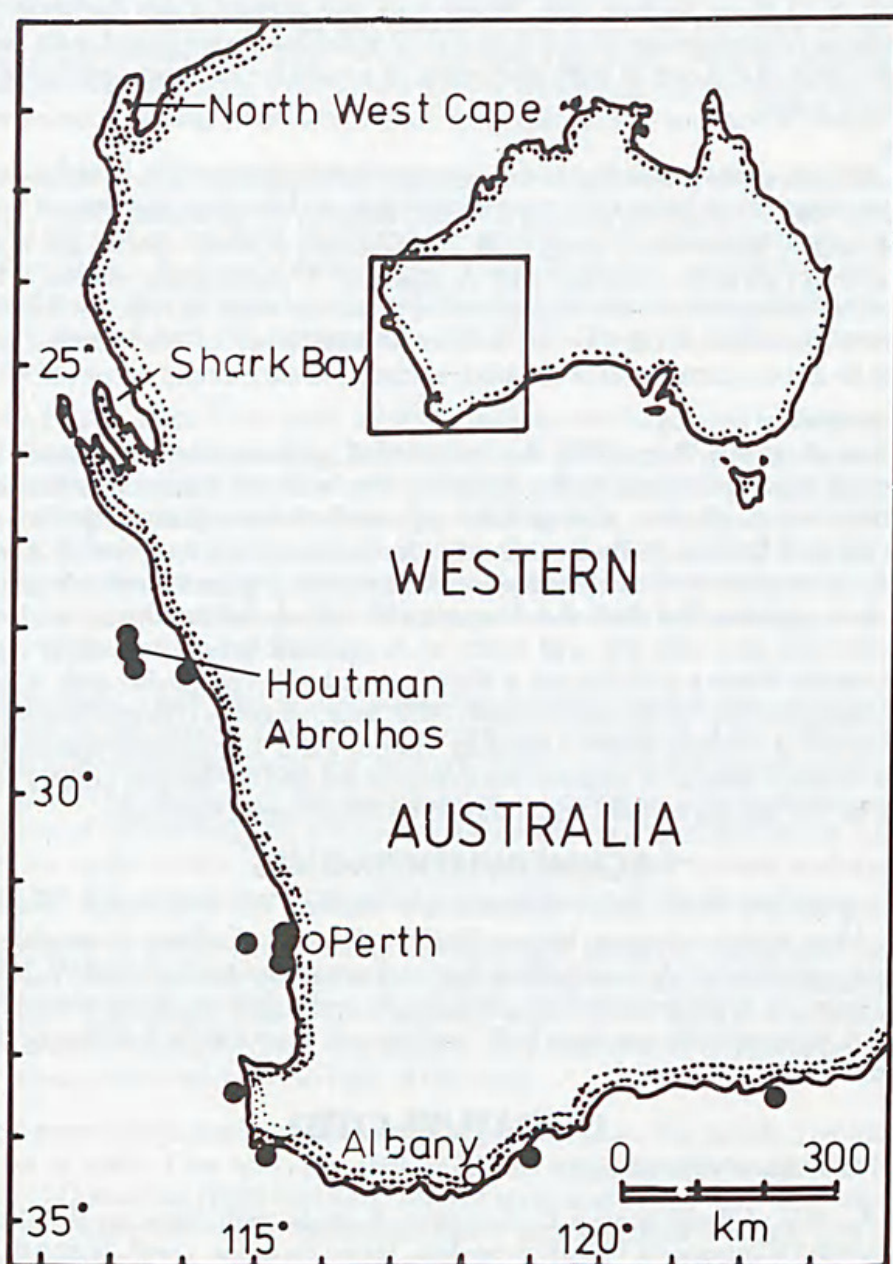 North West Cape
25°
Shark Bay
WESTERN
Houtman
Abrolhos
30°
AUSTRALIA
Perth
Albany
0 300
km
35°
115°
120°